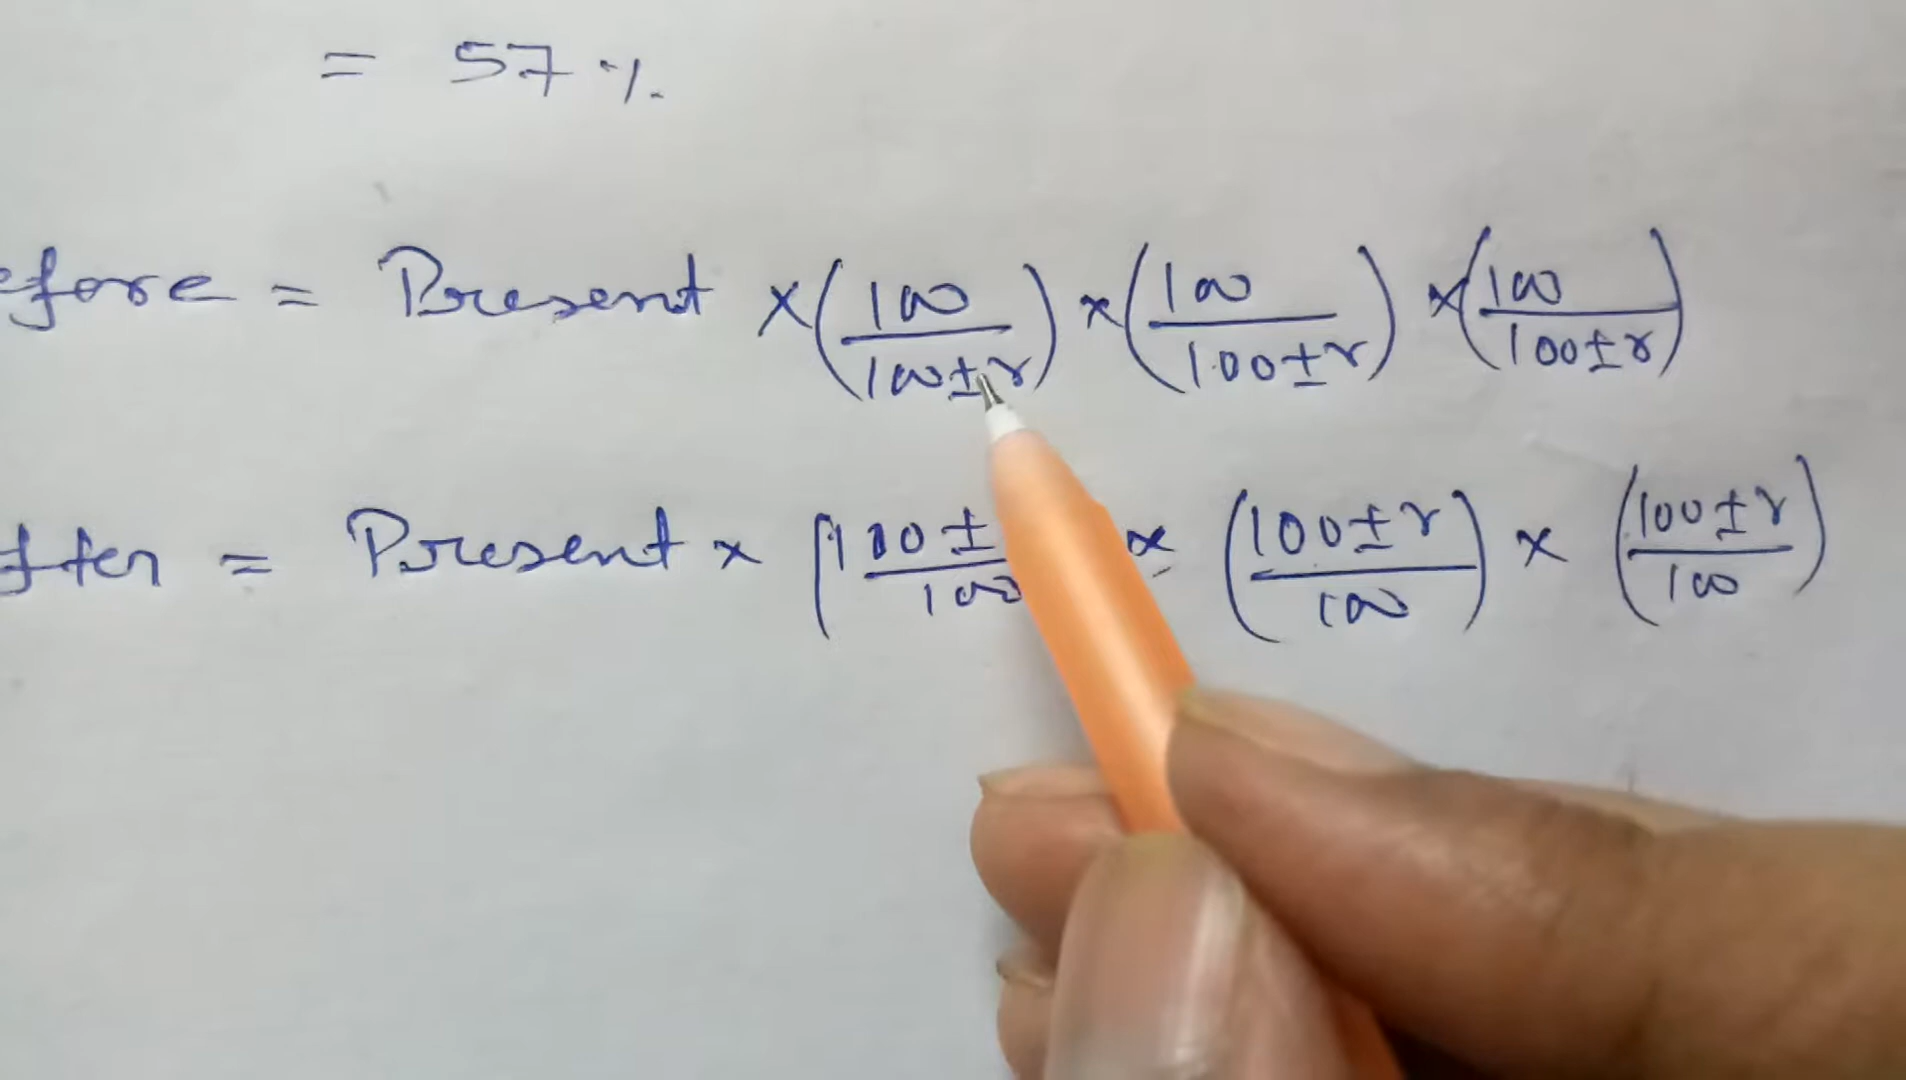 = 57 %.
efore = Present × (100/100±r) × (100/100±r) × (100/100±r)
fter = Present × (100±/100 × (100±r/100) × (100±r/100)